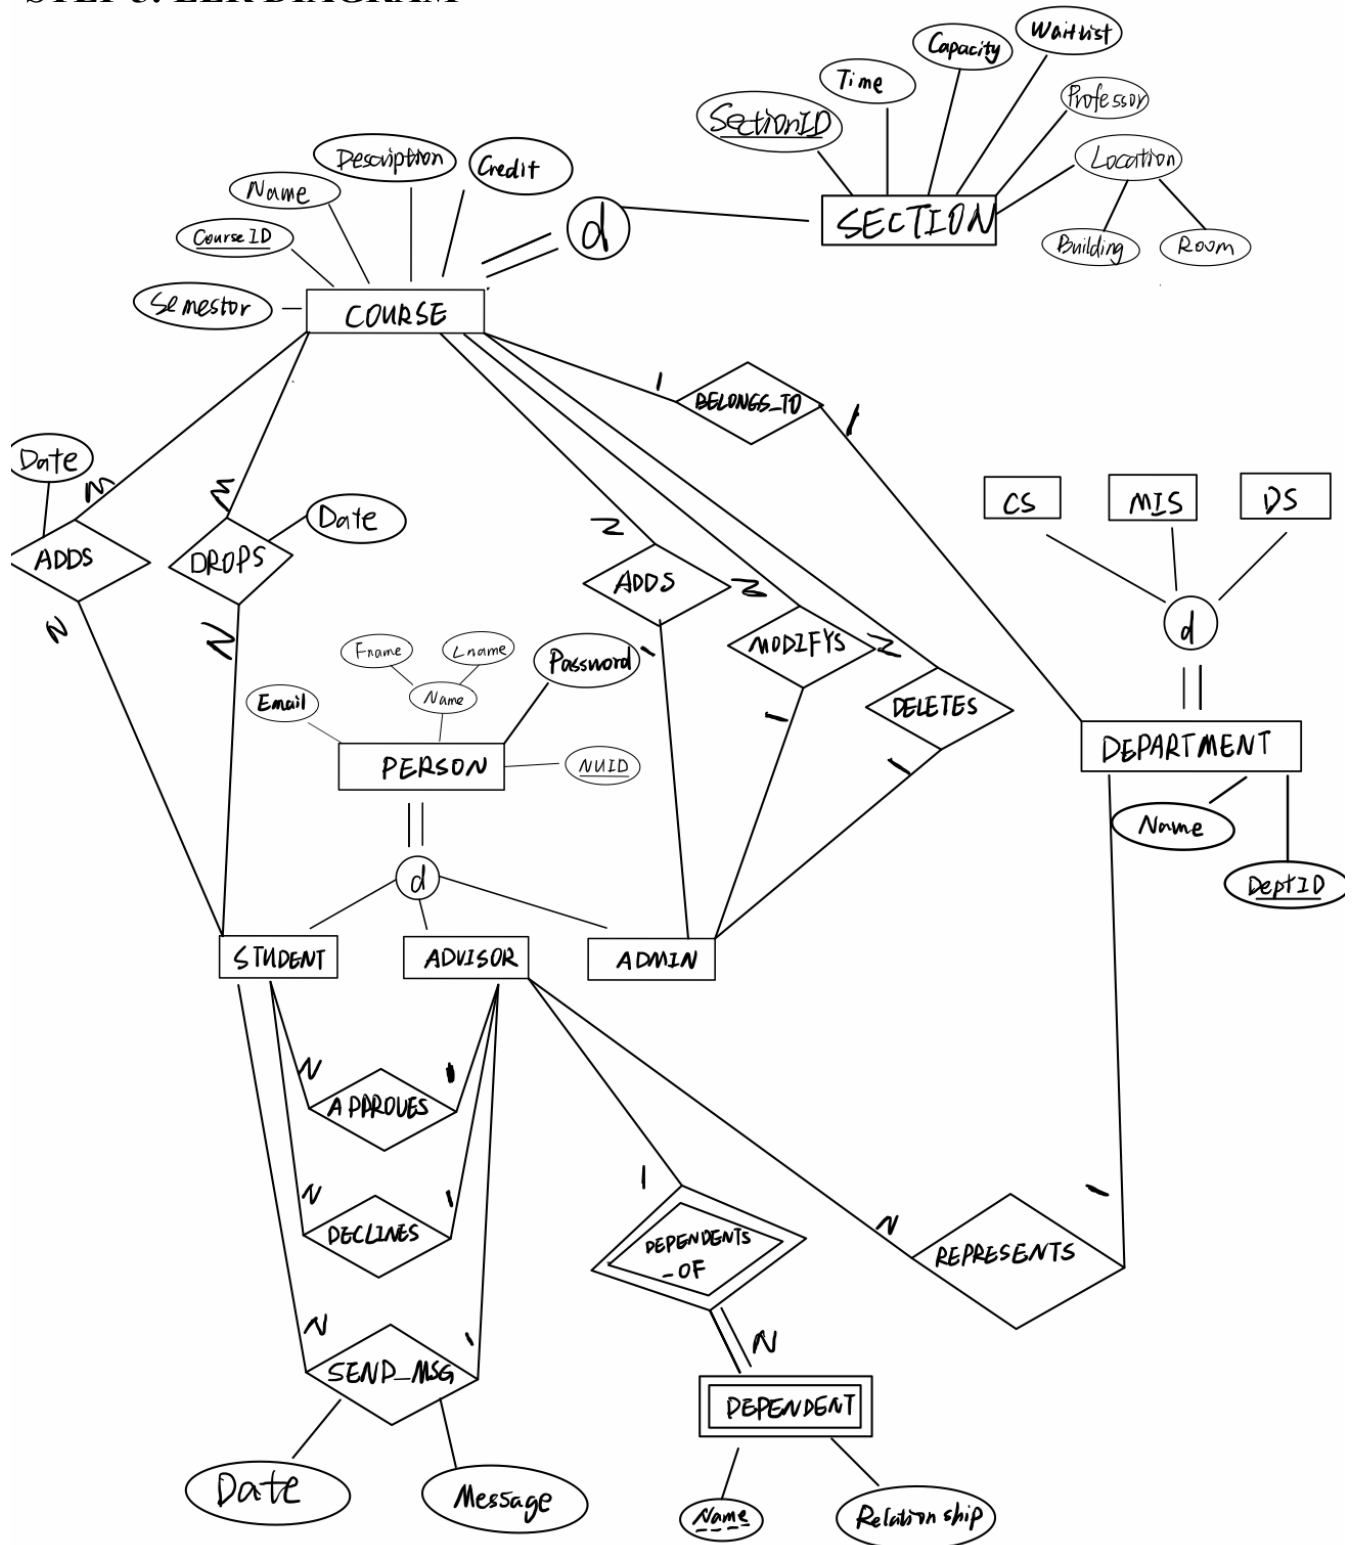 STEP 3: EER DIAGRAM
Waitlist
Capacity
Time
Professor
SectionID
Location
Description
Credit
Name
SECTION
d
CourseID
Building
Room
Semestor
COURSE
1
BELONGS_TO
1
Date
M
M
CS
MIS
DS
Date
N
ADDS
DROPS
ADDS
N
N
N
d
Fname
Lname
Password
1
MODIFYS
N
Name
Email
1
DELETES
DEPARTMENT
PERSON
NUID
1
Name
d
DeptID
STUDENT
ADVISOR
ADMIN
N
1
APPROVES
1
1
N
1
DECLINES
N
DEPENDENTS
_OF
REPRESENTS
N
1
N
SEND_MSG
DEPENDENT
Date
Message
Name
Relationship